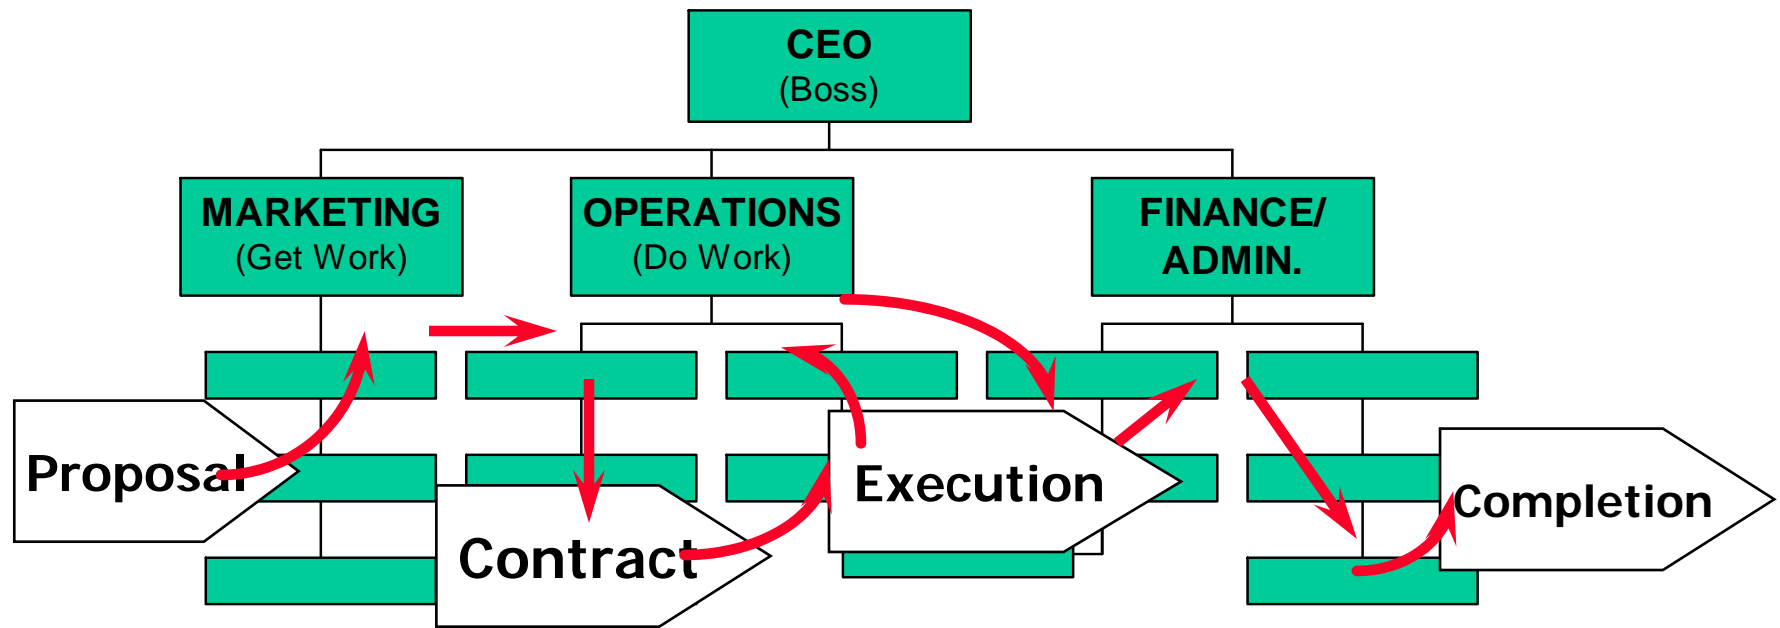 CEO
(Boss)
MARKETING
(Get Work)
OPERATIONS
(Do Work)
FINANCE/
ADMIN.
Proposal
Contract
Execution
Completion